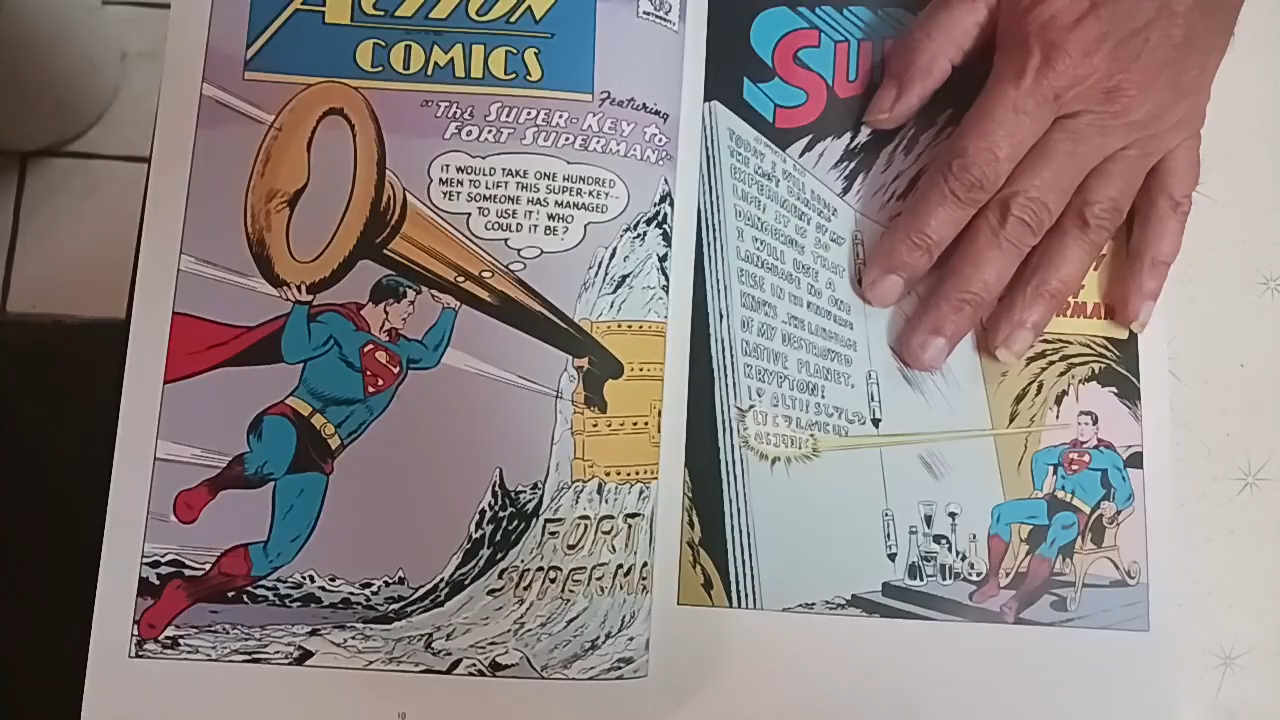 ACTION
COMICS
AUTHORITY
Featuring
"The SUPER-KEY to
FORT SUPERMAN!"
IT WOULD TAKE ONE HUNDRED
MEN TO LIFT THIS SUPER-KEY--
YET SOMEONE HAS MANAGED
TO USE IT! WHO
COULD IT BE?
FORT
SUPERMA
10
SU
TODAY I WILL BEGIN
THE MOST DARING
EXPERIMENT OF MY
LIFE. IT IS SO
DANGEROUS THAT
I WILL USE A
LANGUAGE NO ONE
ELSE IN THE UNIVERSE
KNOWS...THE LANGUAGE
OF MY DESTROYED
NATIVE PLANET,
KRYPTON!
RMAN